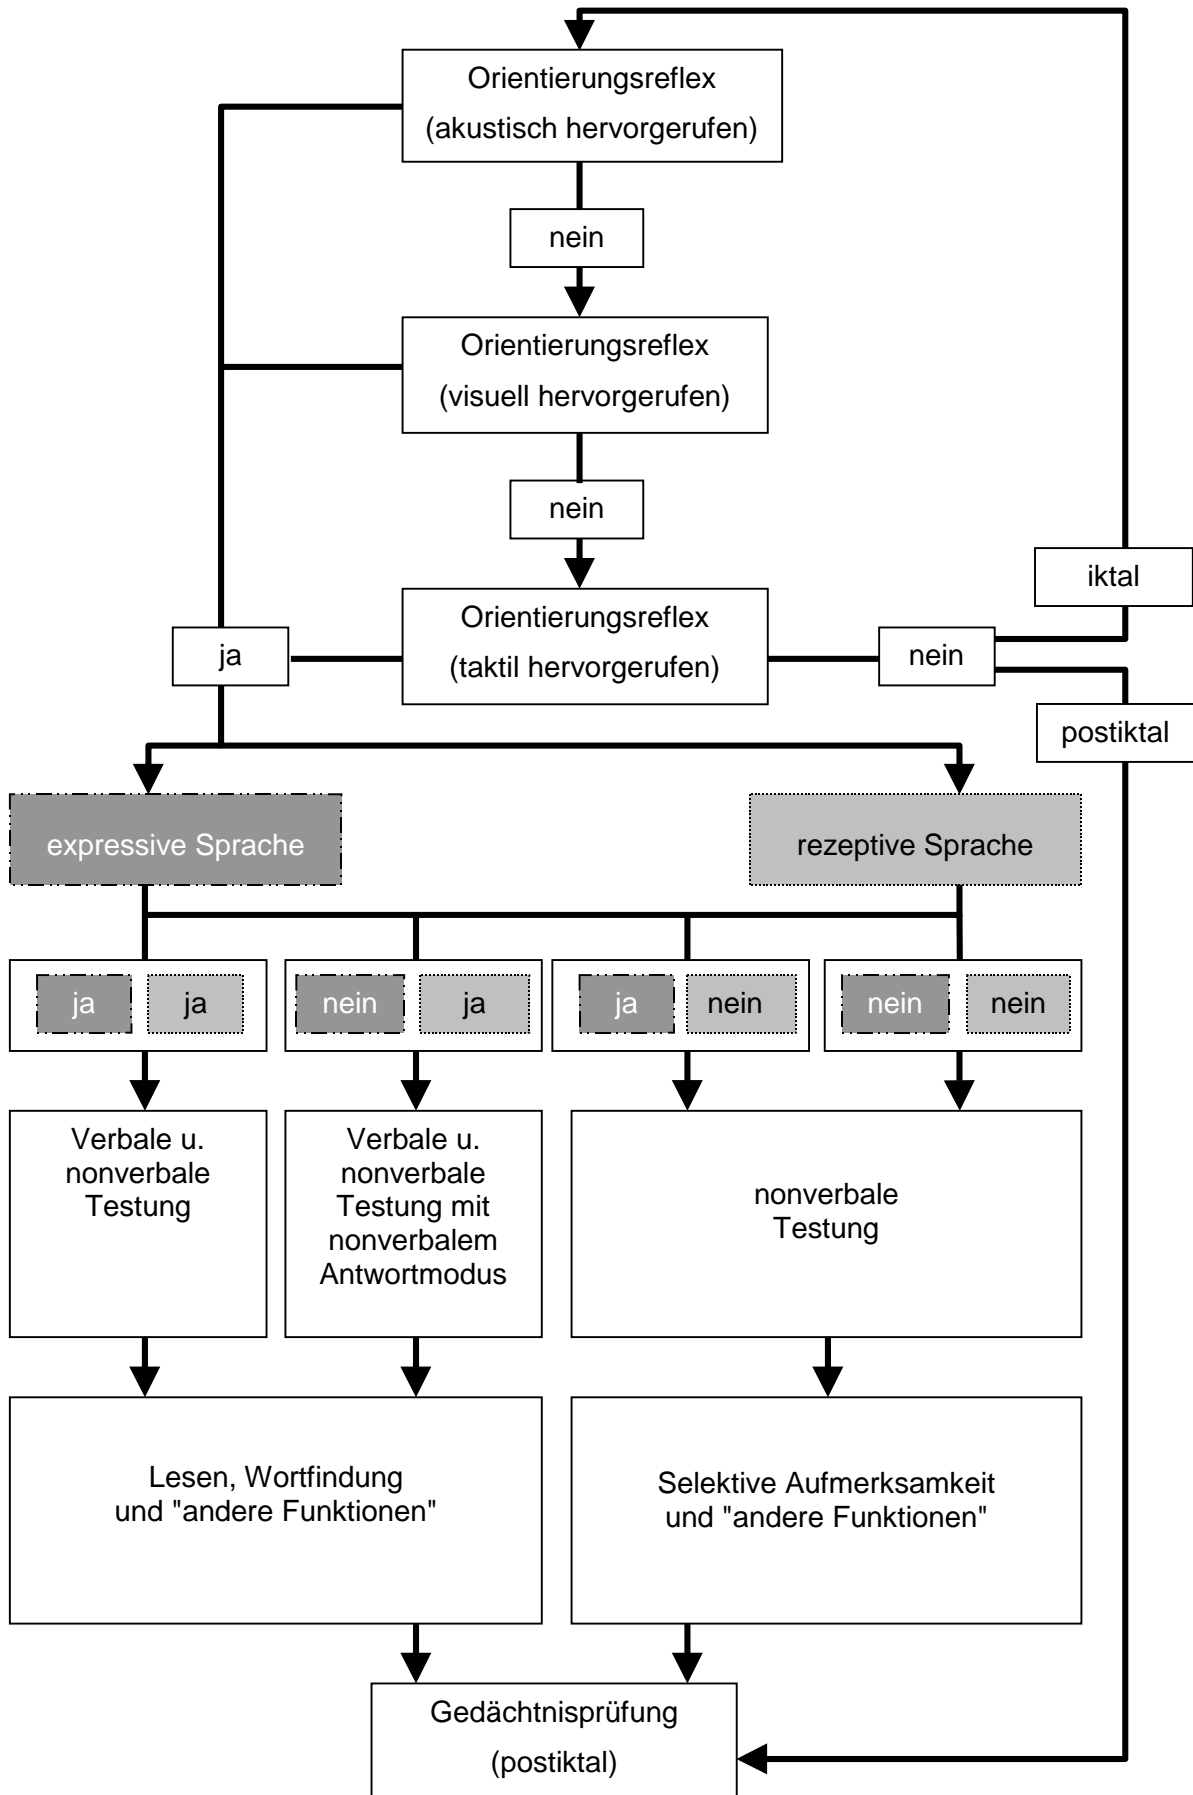 Orientierungsreflex
(akustisch hervorgerufen)
nein
Orientierungsreflex
(visuell hervorgerufen)
nein
iktal
Orientierungsreflex
(taktil hervorgerufen)
ja
nein
postiktal
expressive Sprache
rezeptive Sprache
ja ja
nein ja
ja nein
nein nein
Verbale u.
nonverbale
Testung
Verbale u.
nonverbale
Testung mit
nonverbalem
Antwortmodus
nonverbale
Testung
Lesen, Wortfindung
und "andere Funktionen"
Selektive Aufmerksamkeit
und "andere Funktionen"
Gedächtnisprüfung
(postiktal)